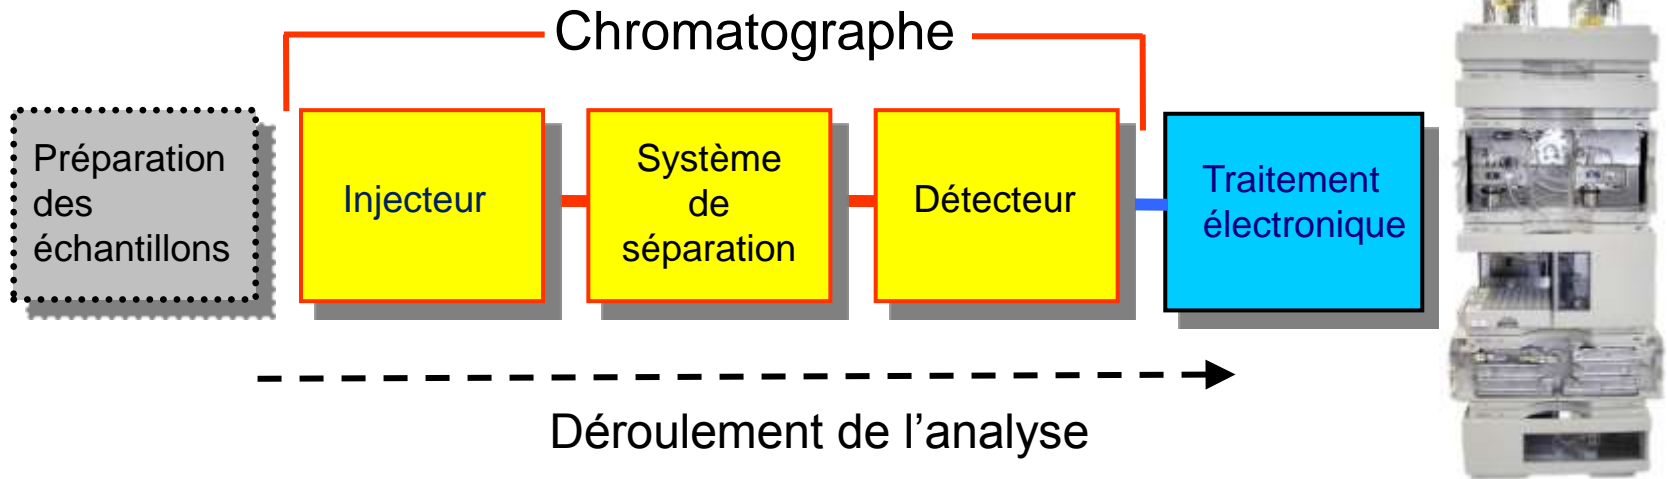 Chromatographe
Préparation
des
échantillons
Injecteur
Système
de
séparation
Détecteur
Traitement
électronique
Déroulement de l’analyse